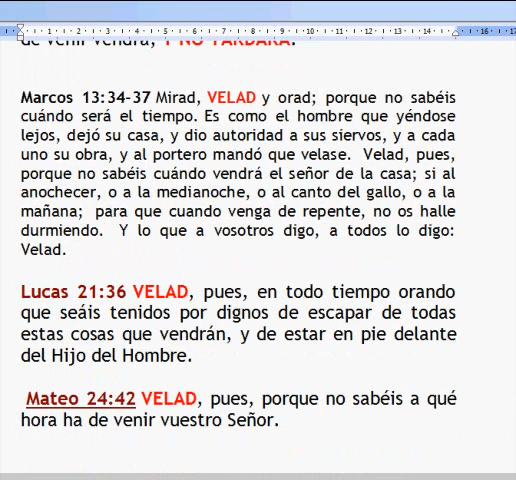 de venir vendrá, Y NO TARDARÁ.
Marcos 13:34-37 Mirad, VELAD y orad; porque no sabéis
cuándo será el tiempo. Es como el hombre que yéndose
lejos, dejó su casa, y dio autoridad a sus siervos, y a cada
uno su obra, y al portero mandó que velase. Velad, pues,
porque no sabéis cuándo vendrá el señor de la casa; si al
anochecer, o a la medianoche, o al canto del gallo, o a la
mañana; para que cuando venga de repente, no os halle
durmiendo. Y lo que a vosotros digo, a todos lo digo:
Velad.
Lucas 21:36 VELAD, pues, en todo tiempo orando
que seáis tenidos por dignos de escapar de todas
estas cosas que vendrán, y de estar en pie delante
del Hijo del Hombre.
Mateo 24:42 VELAD, pues, porque no sabéis a qué
hora ha de venir vuestro Señor.